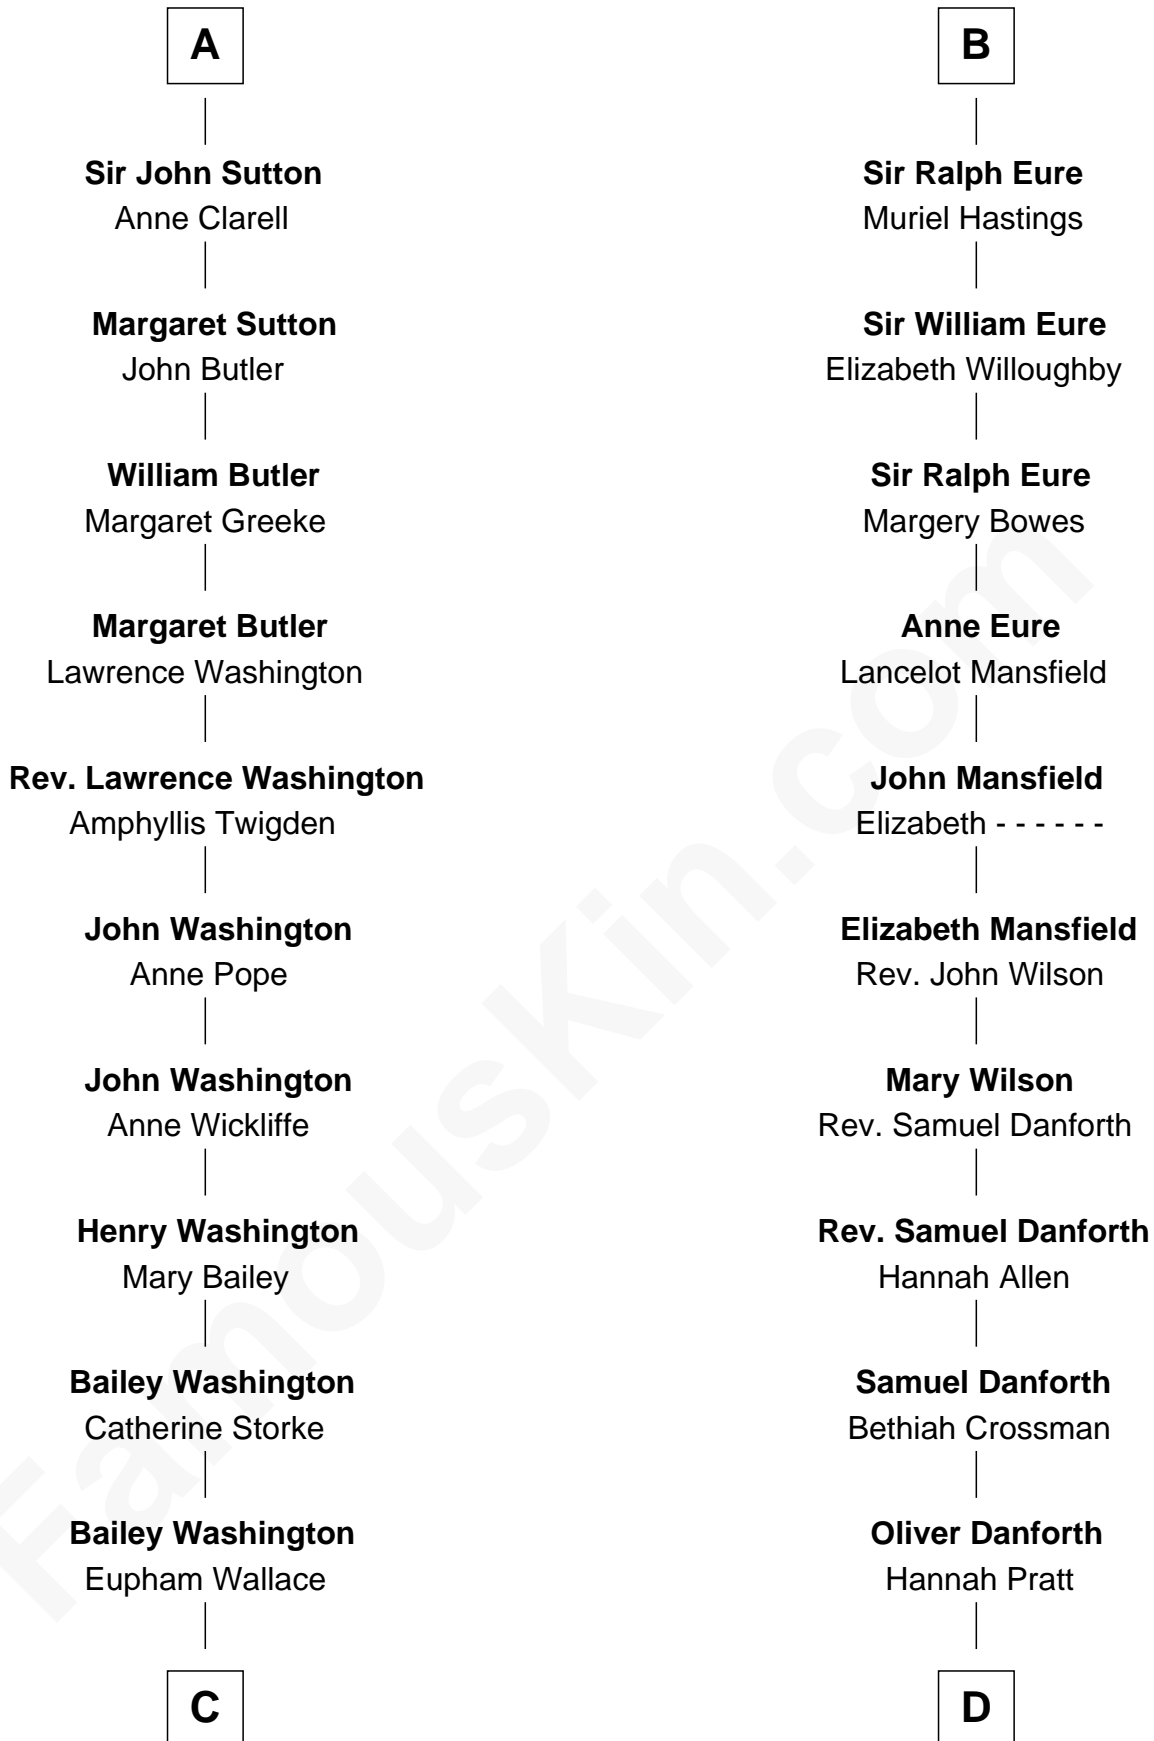 A
Sir John Sutton
Anne Clarell
Margaret Sutton
John Butler
William Butler
Margaret Greeke
Margaret Butler
Lawrence Washington
Rev. Lawrence Washington
Amphyllis Twigden
John Washington
Anne Pope
John Washington
Anne Wickliffe
Henry Washington
Mary Bailey
Bailey Washington
Catherine Storke
Bailey Washington
Eupham Wallace
C
B
Sir Ralph Eure
Muriel Hastings
Sir William Eure
Elizabeth Willoughby
Sir Ralph Eure
Margery Bowes
Anne Eure
Lancelot Mansfield
John Mansfield
Elizabeth - - - - - -
Elizabeth Mansfield
Rev. John Wilson
Mary Wilson
Rev. Samuel Danforth
Rev. Samuel Danforth
Hannah Allen
Samuel Danforth
Bethiah Crossman
Oliver Danforth
Hannah Pratt
D
FamousKin.com